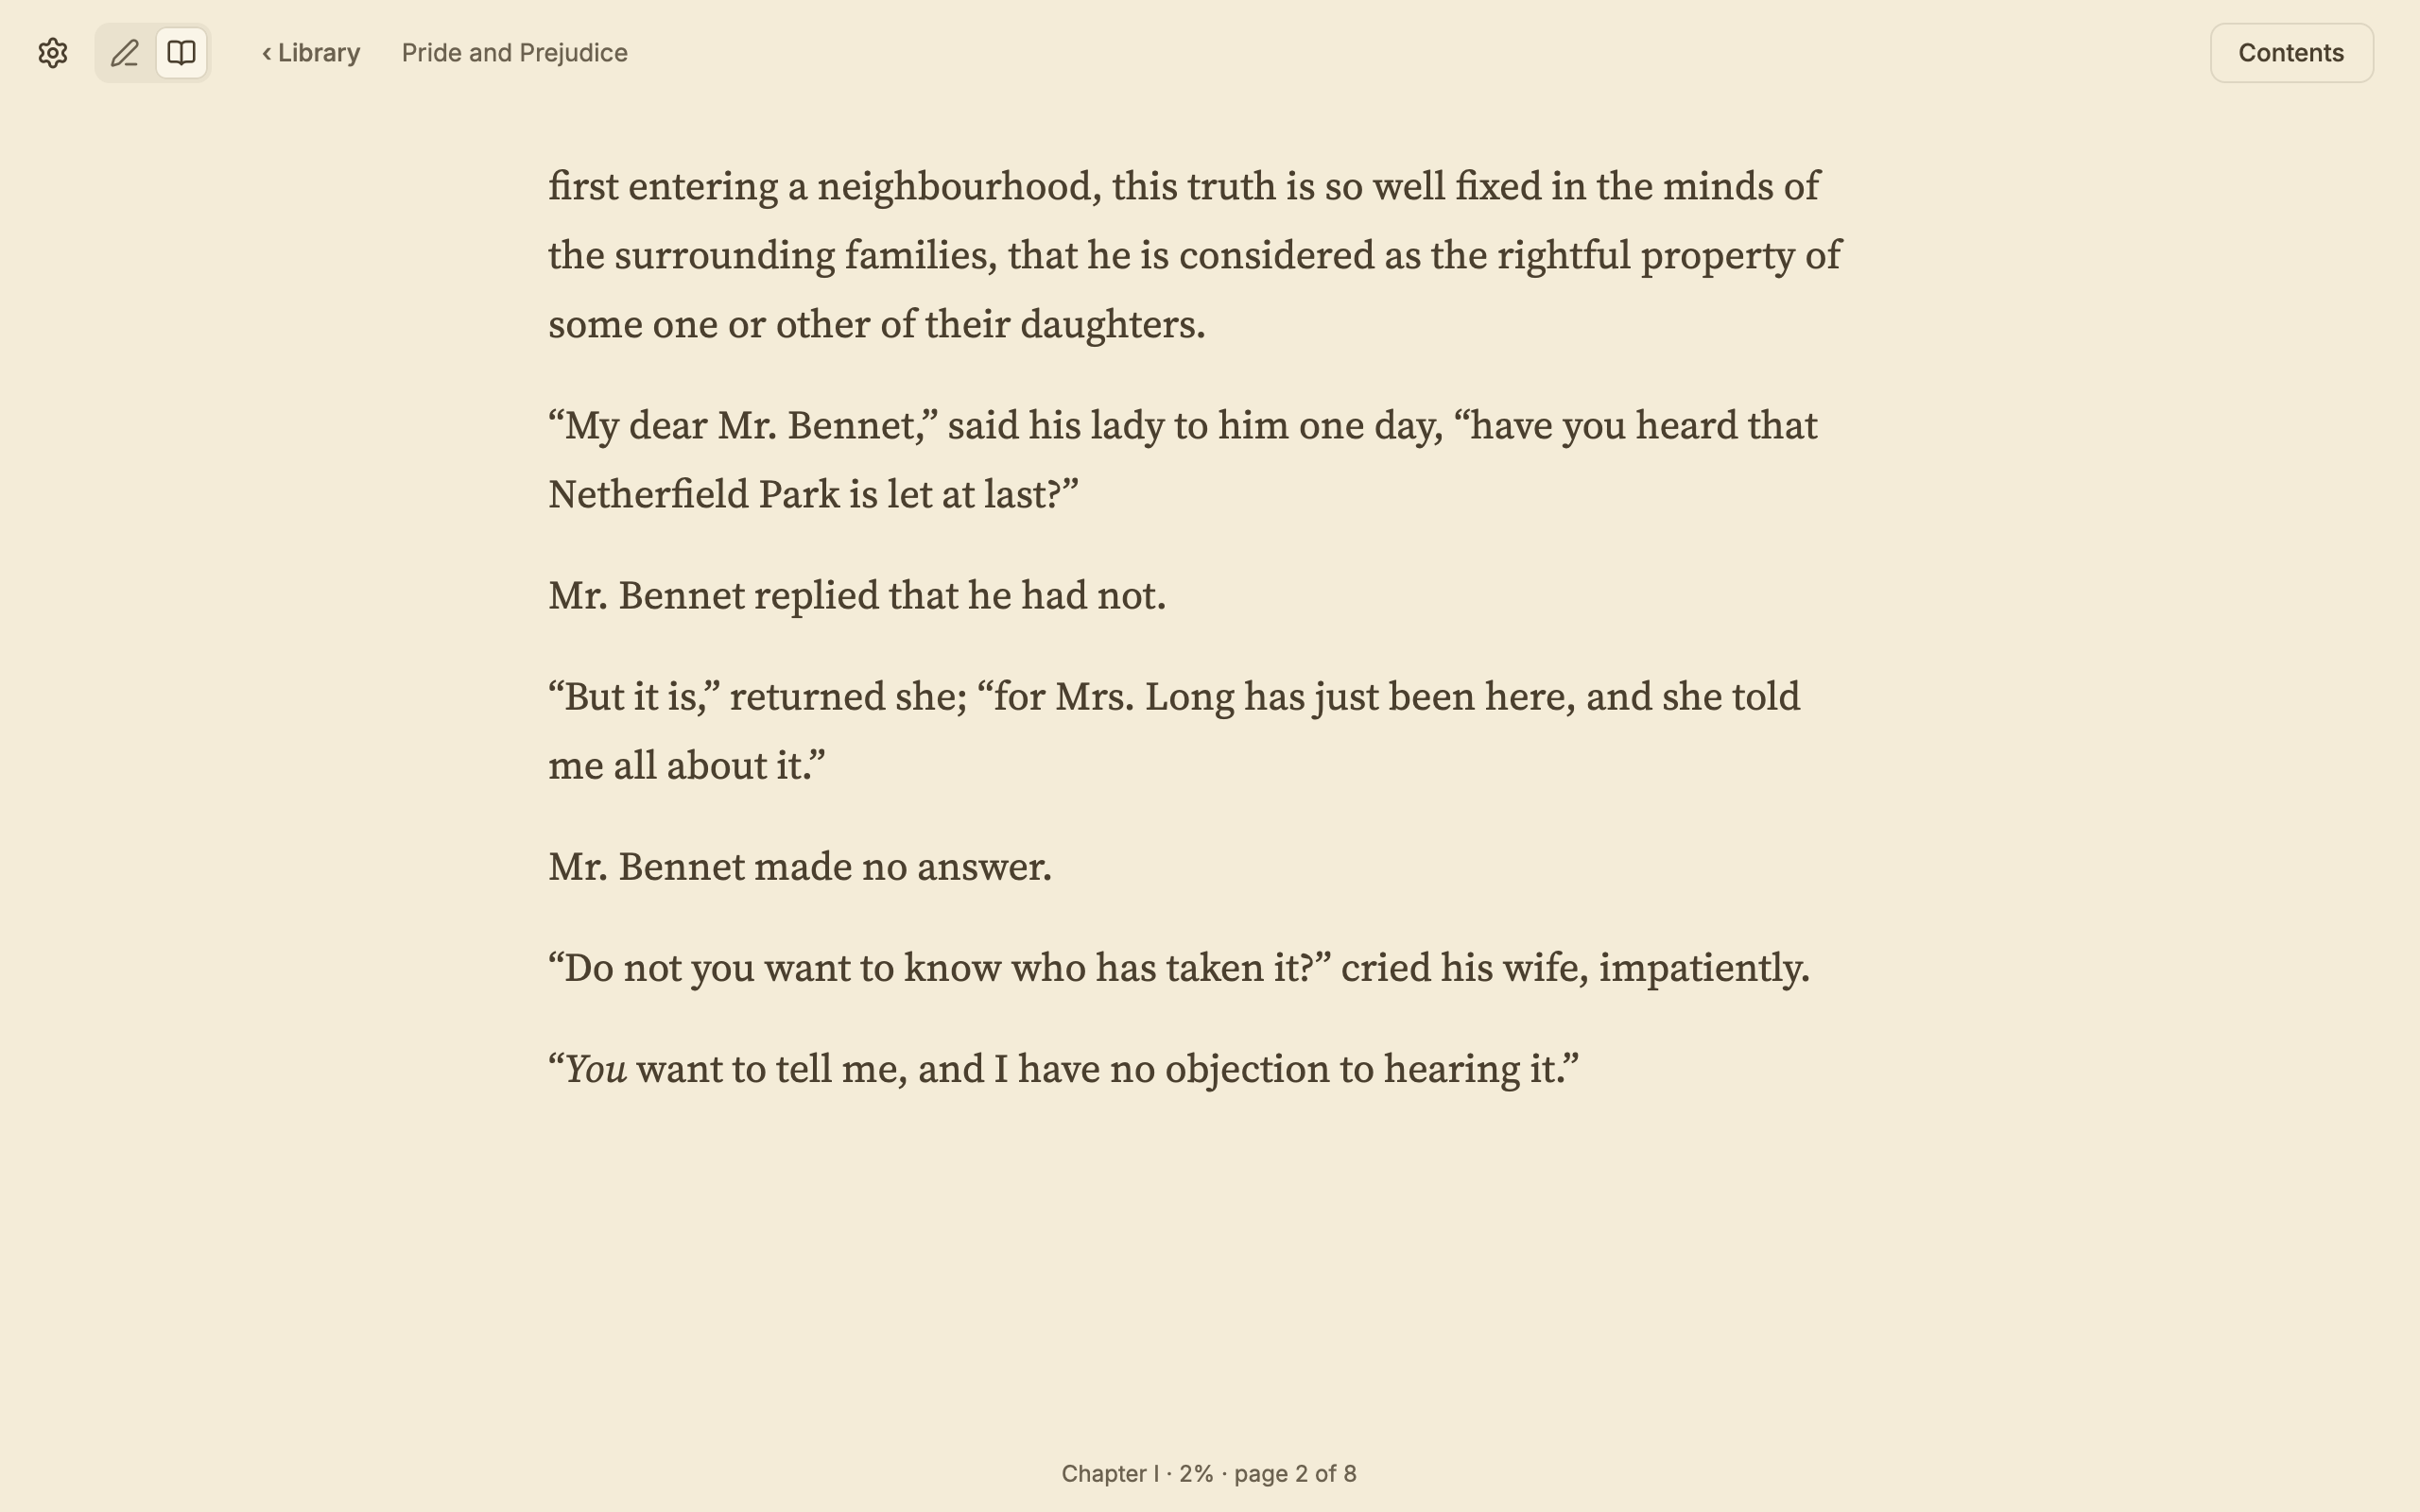 ‹ Library Pride and Prejudice Contents
first entering a neighbourhood, this truth is so well fixed in the minds of
the surrounding families, that he is considered as the rightful property of
some one or other of their daughters.
“My dear Mr. Bennet,” said his lady to him one day, “have you heard that
Netherfield Park is let at last?”
Mr. Bennet replied that he had not.
“But it is,” returned she; “for Mrs. Long has just been here, and she told
me all about it.”
Mr. Bennet made no answer.
“Do not you want to know who has taken it?” cried his wife, impatiently.
“You want to tell me, and I have no objection to hearing it.”
Chapter I · 2% · page 2 of 8